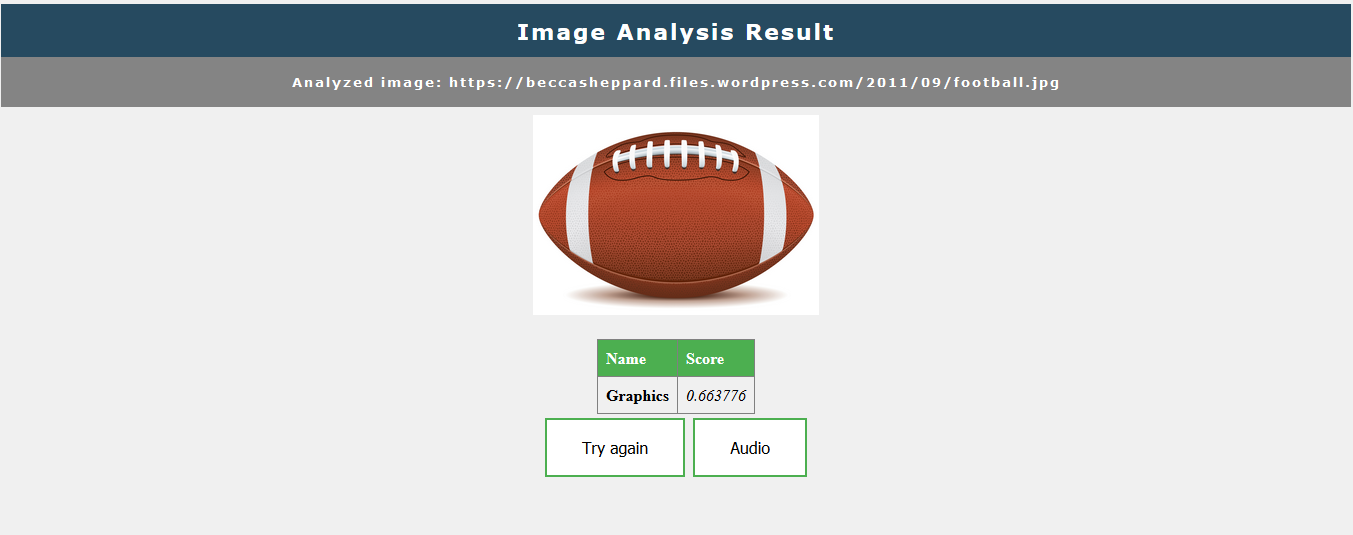 Image Analysis Result
Analyzed image: https://beccasheppard.files.wordpress.com/2011/09/football.jpg
Name Score
Graphics 0.663776
Try again Audio